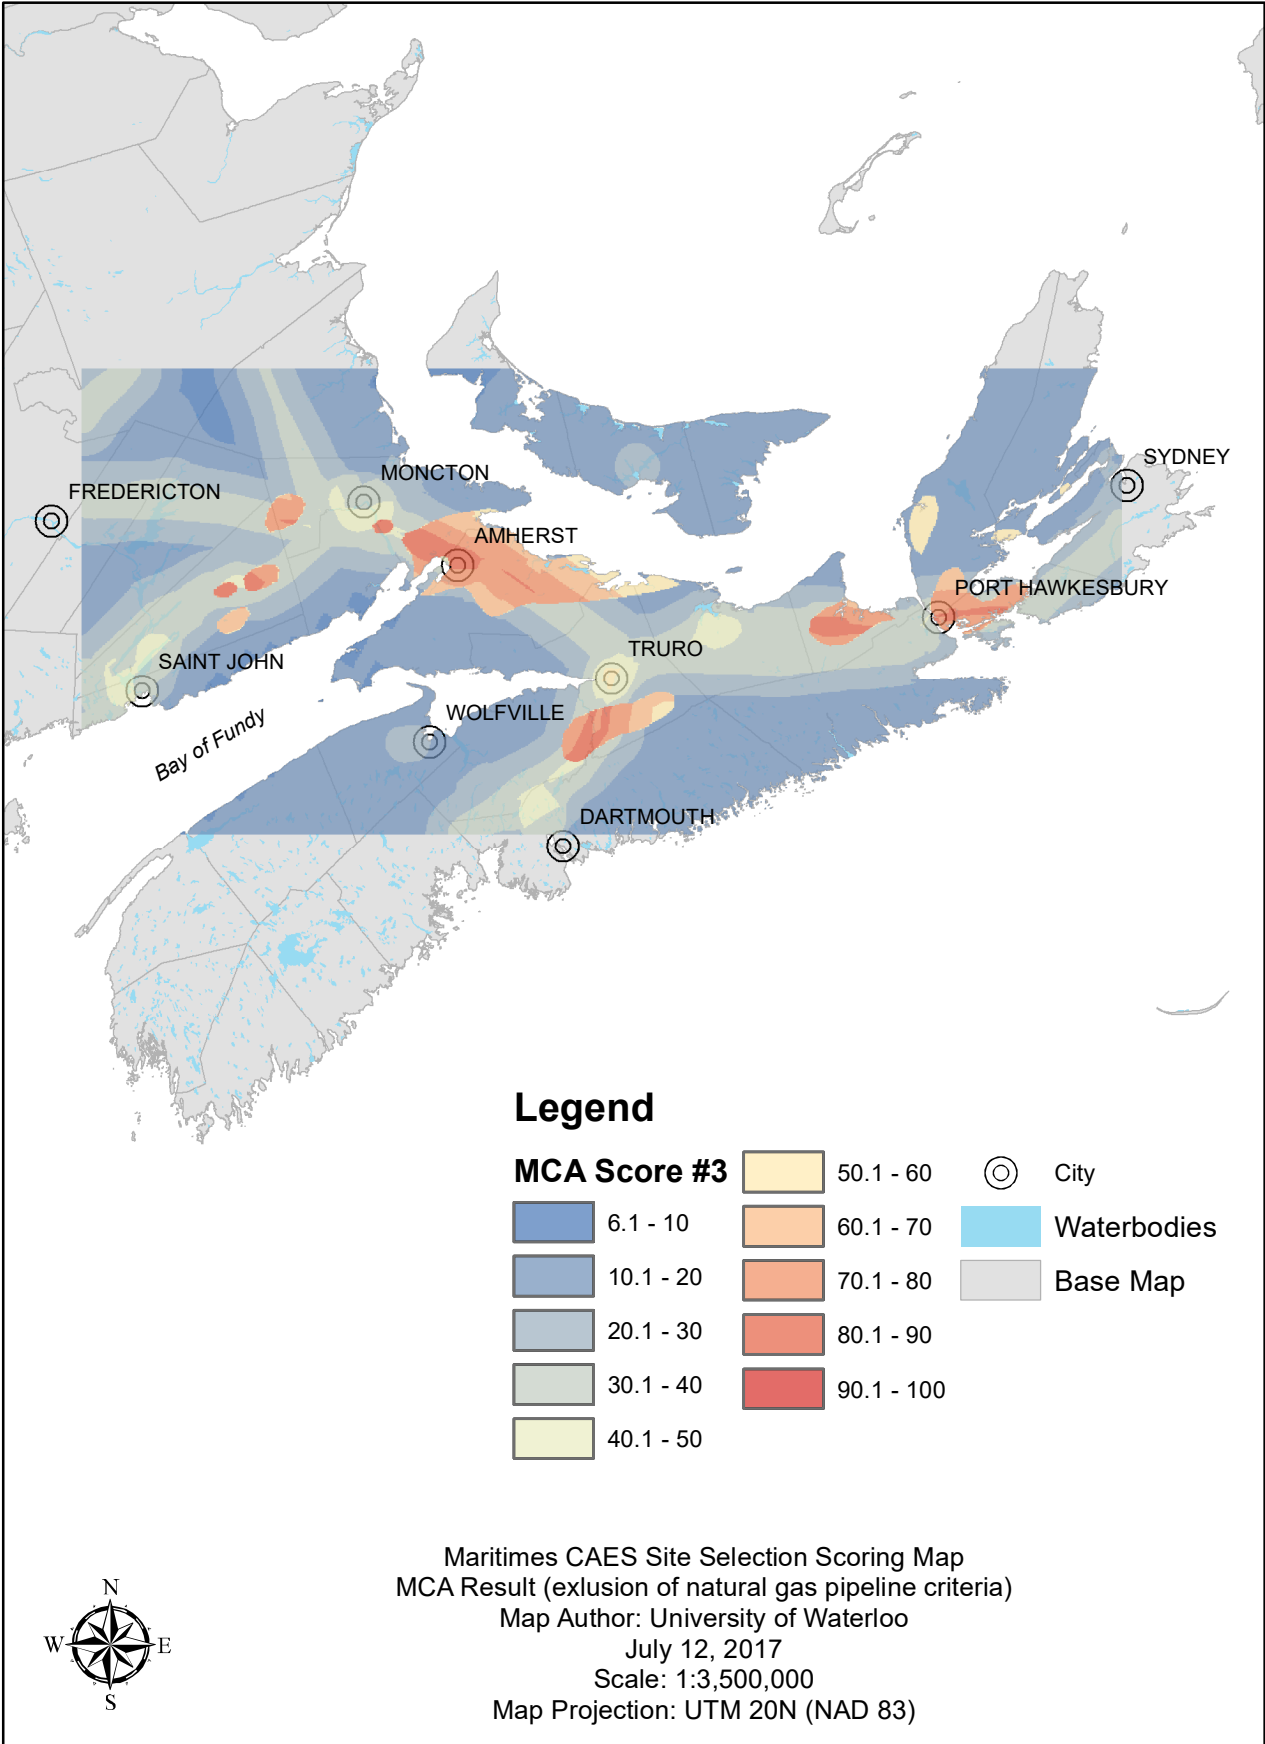 SYDNEY
MONCTON
FREDERICTON
AMHERST
PORT HAWKESBURY
TRURO
SAINT JOHN
WOLFVILLE
Bay of Fundy
DARTMOUTH
Legend
MCA Score #3
6.1 - 10
10.1 - 20
20.1 - 30
30.1 - 40
40.1 - 50
50.1 - 60
60.1 - 70
70.1 - 80
80.1 - 90
90.1 - 100
City
Waterbodies
Base Map
N
W E
S
Maritimes CAES Site Selection Scoring Map
MCA Result (exlusion of natural gas pipeline criteria)
Map Author: University of Waterloo
July 12, 2017
Scale: 1:3,500,000
Map Projection: UTM 20N (NAD 83)